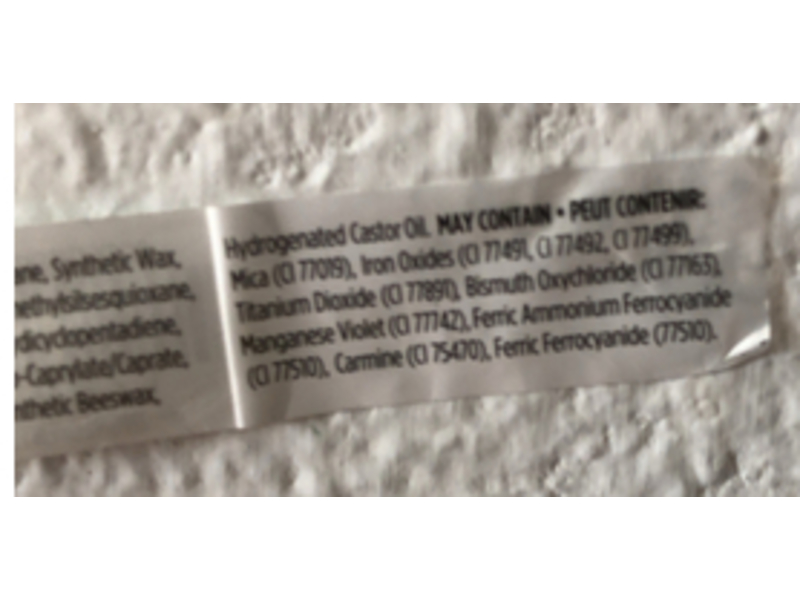 ane, Synthetic Wax,
nethylsilsesquioxane,
dicyclopentadiene,
-Caprylate/Caprate,
nthetic Beeswax,
Hydrogenated Castor Oil. MAY CONTAIN • PEUT CONTENIR:
Mica (CI 77019), Iron Oxides (CI 77491, CI 77492, CI 77499),
Titanium Dioxide (CI 77891), Bismuth Oxychloride (CI 77163),
Manganese Violet (CI 77742), Ferric Ammonium Ferrocyanide
(CI 77510), Carmine (CI 75470), Ferric Ferrocyanide (77510).